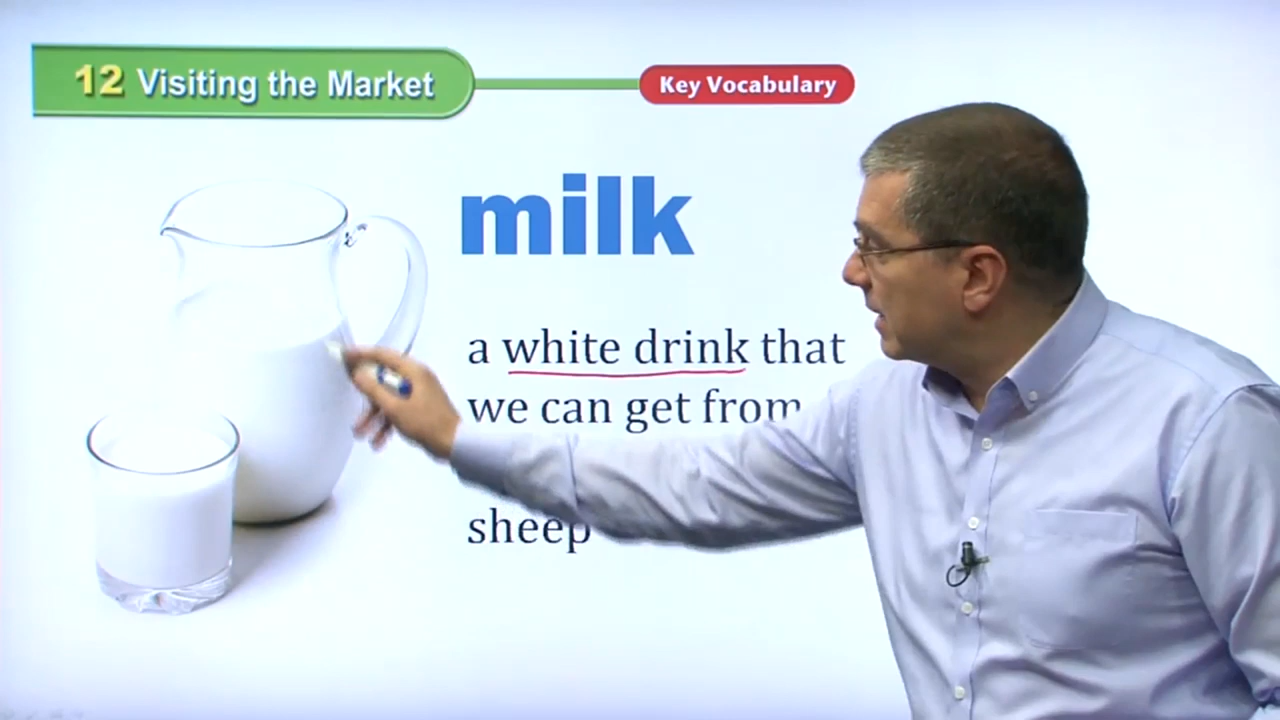 12 Visiting the Market
Key Vocabulary
milk
a white drink that
we can get from
sheep